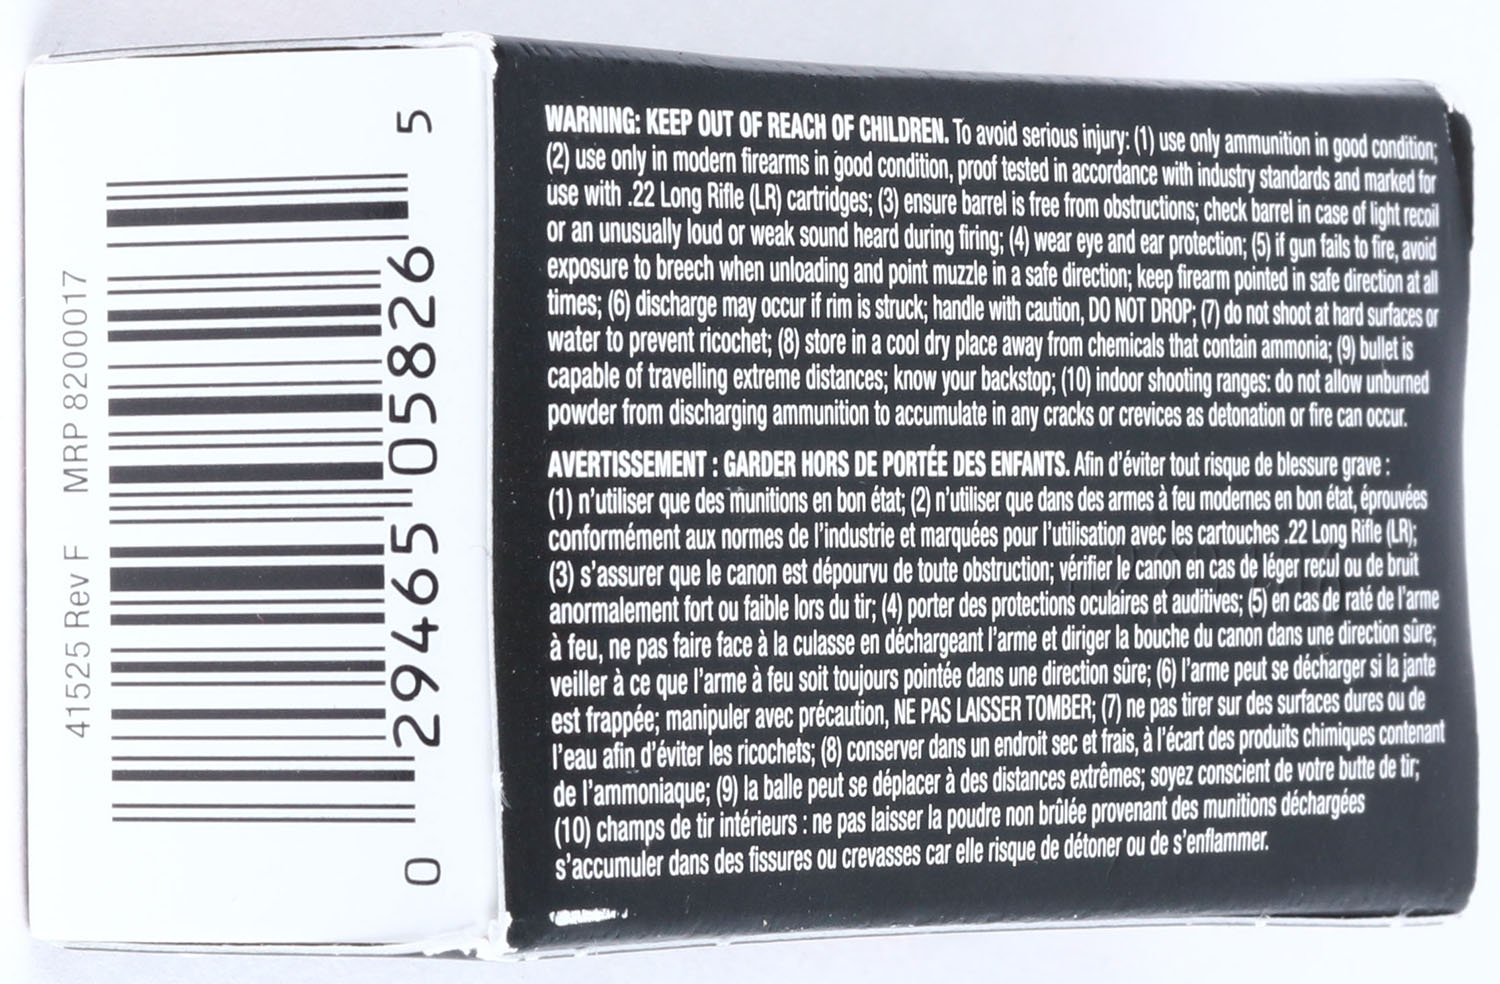 41525 Rev F MRP 8200017
0 29465 05826 5
WARNING: KEEP OUT OF REACH OF CHILDREN. To avoid serious injury: (1) use only ammunition in good condition;
(2) use only in modern firearms in good condition, proof tested in accordance with industry standards and marked for
use with .22 Long Rifle (LR) cartridges; (3) ensure barrel is free from obstructions; check barrel in case of light recoil
or an unusually loud or weak sound heard during firing; (4) wear eye and ear protection; (5) if gun fails to fire, avoid
exposure to breech when unloading and point muzzle in a safe direction; keep firearm pointed in safe direction at all
times; (6) discharge may occur if rim is struck; handle with caution, DO NOT DROP; (7) do not shoot at hard surfaces or
water to prevent ricochet; (8) store in a cool dry place away from chemicals that contain ammonia; (9) bullet is
capable of travelling extreme distances; know your backstop; (10) indoor shooting ranges: do not allow unburned
powder from discharging ammunition to accumulate in any cracks or crevices as detonation or fire can occur.
AVERTISSEMENT : GARDER HORS DE PORTÉE DES ENFANTS. Afin d'éviter tout risque de blessure grave :
(1) n'utiliser que des munitions en bon état; (2) n'utiliser que dans des armes à feu modernes en bon état, éprouvées
conformément aux normes de l'industrie et marquées pour l'utilisation avec les cartouches .22 Long Rifle (LR);
(3) s'assurer que le canon est dépourvu de toute obstruction; vérifier le canon en cas de léger recul ou de bruit
anormalement fort ou faible lors du tir; (4) porter des protections oculaires et auditives; (5) en cas de raté de l'arme
à feu, ne pas faire face à la culasse en déchargeant l'arme et diriger la bouche du canon dans une direction sûre;
veiller à ce que l'arme à feu soit toujours pointée dans une direction sûre; (6) l'arme peut se décharger si la jante
est frappée; manipuler avec précaution, NE PAS LAISSER TOMBER; (7) ne pas tirer sur des surfaces dures ou de
l'eau afin d'éviter les ricochets; (8) conserver dans un endroit sec et frais, à l'écart des produits chimiques contenant
de l'ammoniaque; (9) la balle peut se déplacer à des distances extrêmes; soyez conscient de votre butte de tir;
(10) champs de tir intérieurs : ne pas laisser la poudre non brûlée provenant des munitions déchargées
s'accumuler dans des fissures ou crevasses car elle risque de détoner ou de s'enflammer.